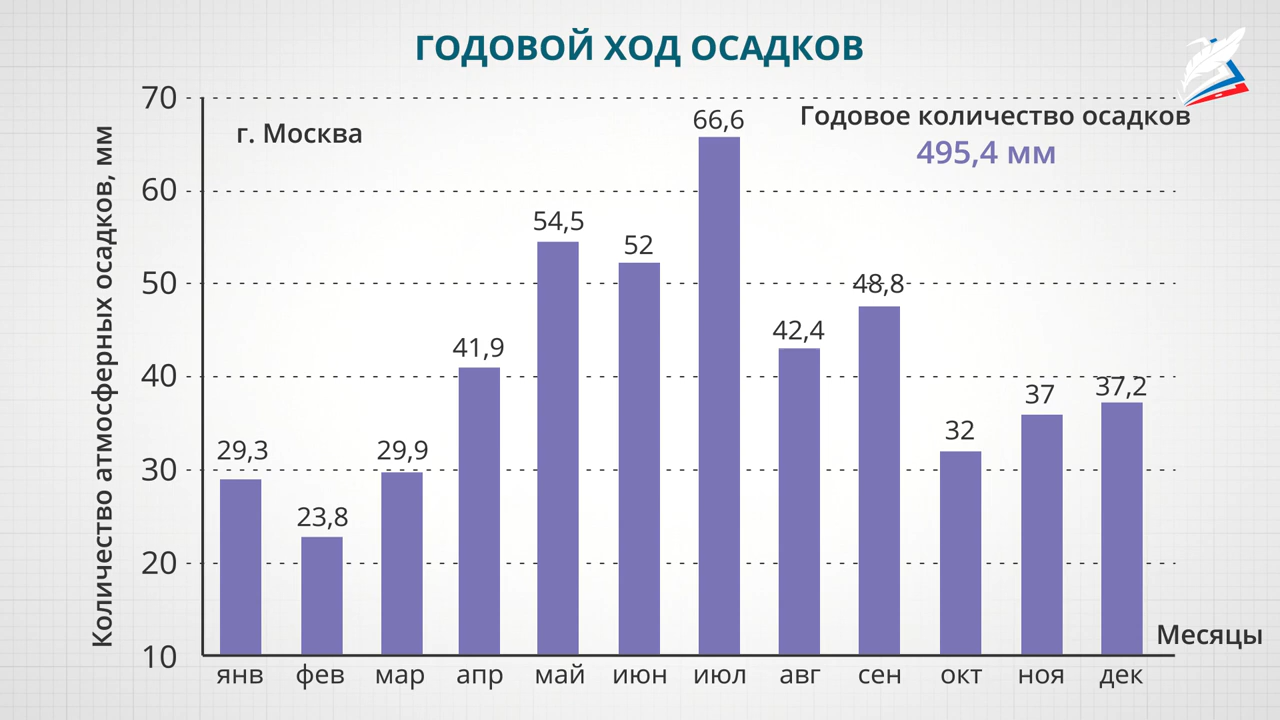 ГОДОВОЙ ХОД ОСАДКОВ
г. Москва
Годовое количество осадков
495,4 мм
Количество атмосферных осадков, мм
70
60
50
40
30
20
10
29,3
23,8
29,9
41,9
54,5
52
66,6
42,4
48,8
32
37
37,2
Месяцы
янв фев мар апр май июн июл авг сен окт ноя дек